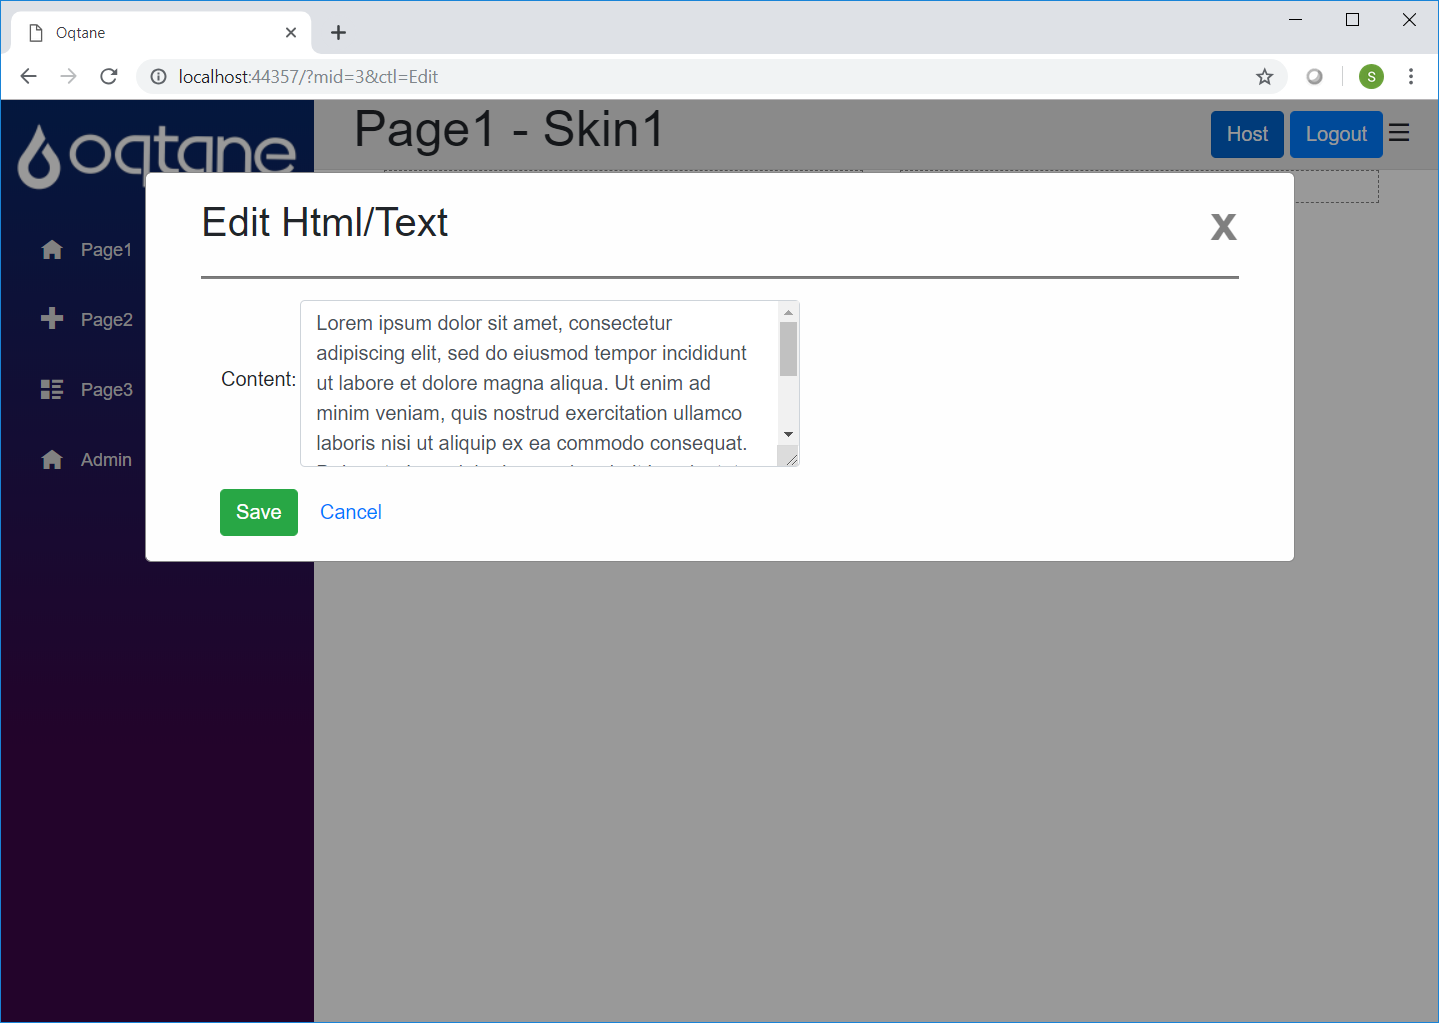 Oqtane
localhost:44357/?mid=3&ctl=Edit
S
oqtane
Page1 - Skin1
Host
Logout
Page1
Page2
Page3
Admin
Edit Html/Text
X
Content:
Lorem ipsum dolor sit amet, consectetur
adipiscing elit, sed do eiusmod tempor incididunt
ut labore et dolore magna aliqua. Ut enim ad
minim veniam, quis nostrud exercitation ullamco
laboris nisi ut aliquip ex ea commodo consequat.
Save
Cancel